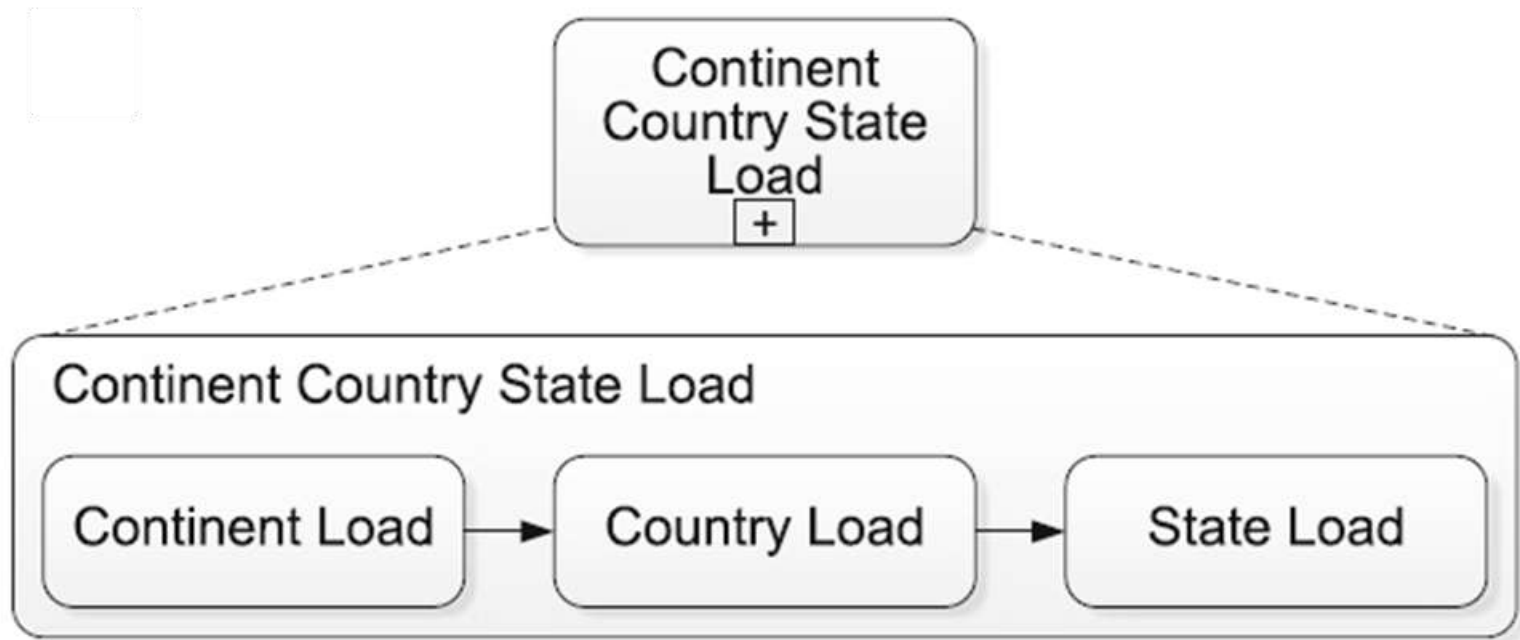 Continent
Country State
Load
+
Continent Country State Load
Continent Load
Country Load
State Load